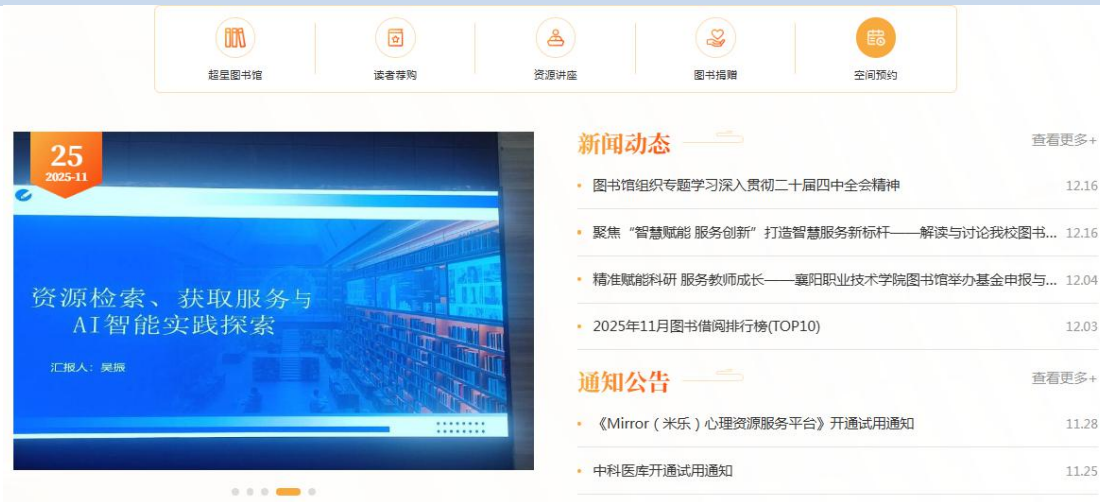 超星图书馆
读者荐购
资源讲座
图书捐赠
空间预约
25
2025-11
资源检索、获取服务与
AI智能实践探索
汇报人：吴振
新闻动态
查看更多+
图书馆组织专题学习深入贯彻二十届四中全会精神
12.16
聚焦“智慧赋能 服务创新”打造智慧服务新标杆——解读与讨论我校图书...
12.16
精准赋能科研 服务教师成长——襄阳职业技术学院图书馆举办基金申报与...
12.04
2025年11月图书借阅排行榜(TOP10)
12.03
通知公告
查看更多+
《Mirror（米乐）心理资源服务平台》开通试用通知
11.28
中科医库开通试用通知
11.25